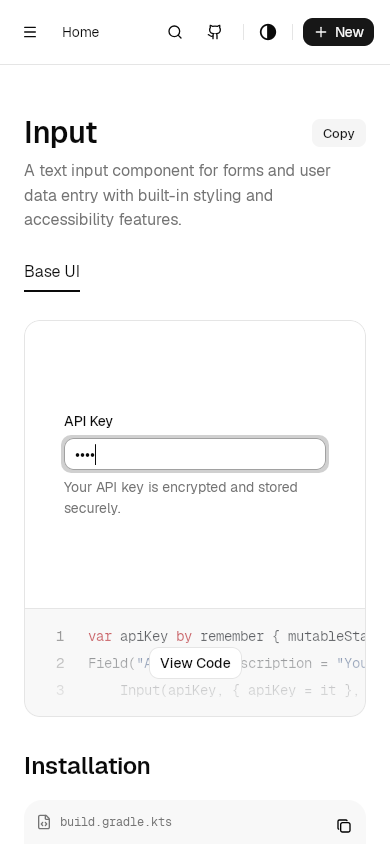 Home
New
Input
Copy
A text input component for forms and user
data entry with built-in styling and
accessibility features.
Base UI
API Key
••••
Your API key is encrypted and stored
securely.
1 var apiKey by remember { mutableSta
2 Field("A scription = "You
View Code
3 Input(apiKey, { apiKey = it },
Installation
build.gradle.kts